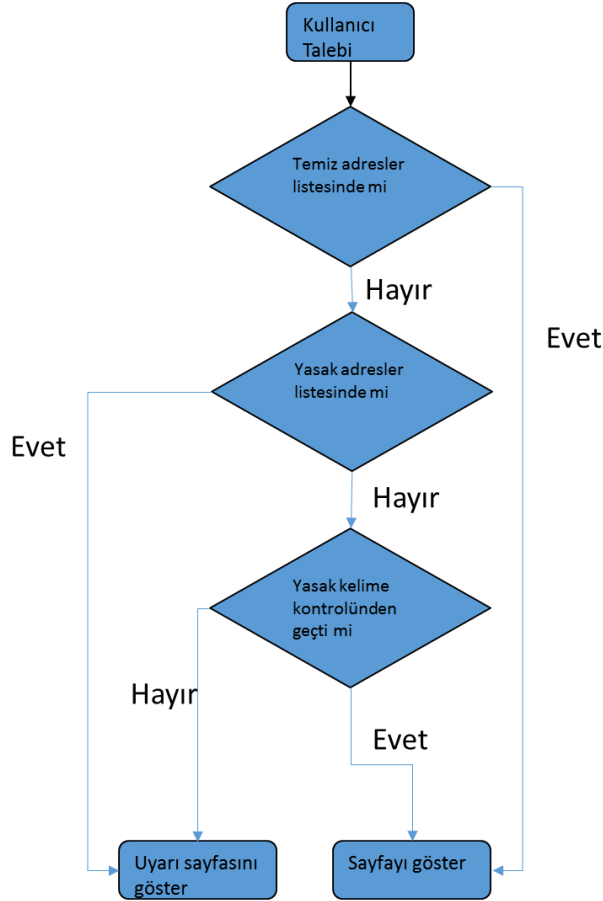 Kullanıcı
Talebi
Temiz adresler
listesinde mi
Hayır
Evet
Yasak adresler
listesinde mi
Evet
Hayır
Yasak kelime
kontrolünden
geçti mi
Hayır
Evet
Uyarı sayfasını
göster
Sayfayı göster